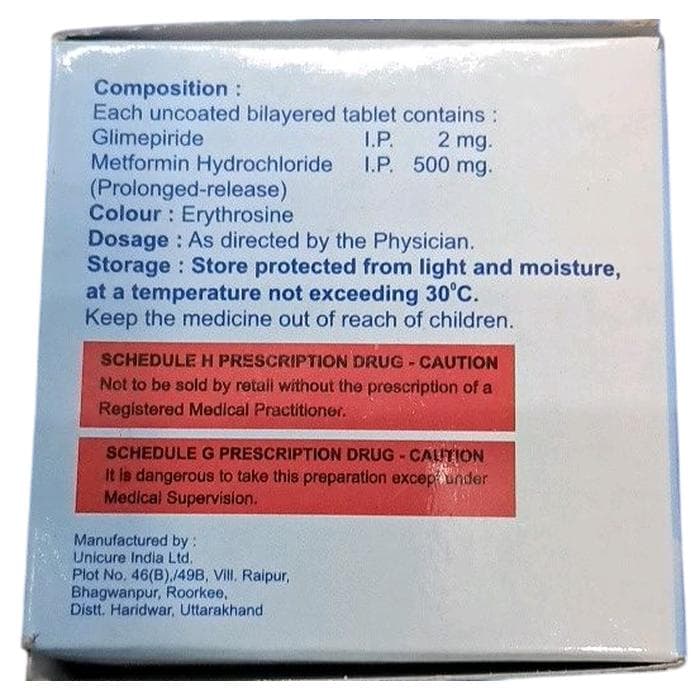 Composition :
Each uncoated bilayered tablet contains :
Glimepiride I.P. 2 mg.
Metformin Hydrochloride I.P. 500 mg.
(Prolonged-release)
Colour : Erythrosine
Dosage : As directed by the Physician.
Storage : Store protected from light and moisture,
at a temperature not exceeding 30°C.
Keep the medicine out of reach of children.
SCHEDULE H PRESCRIPTION DRUG - CAUTION
Not to be sold by retail without the prescription of a
Registered Medical Practitioner.
SCHEDULE G PRESCRIPTION DRUG - CAUTION
It is dangerous to take this preparation except under
Medical Supervision.
Manufactured by :
Unicure India Ltd.
Plot No. 46(B),/49B, Vill. Raipur,
Bhagwanpur, Roorkee,
Distt. Haridwar, Uttarakhand